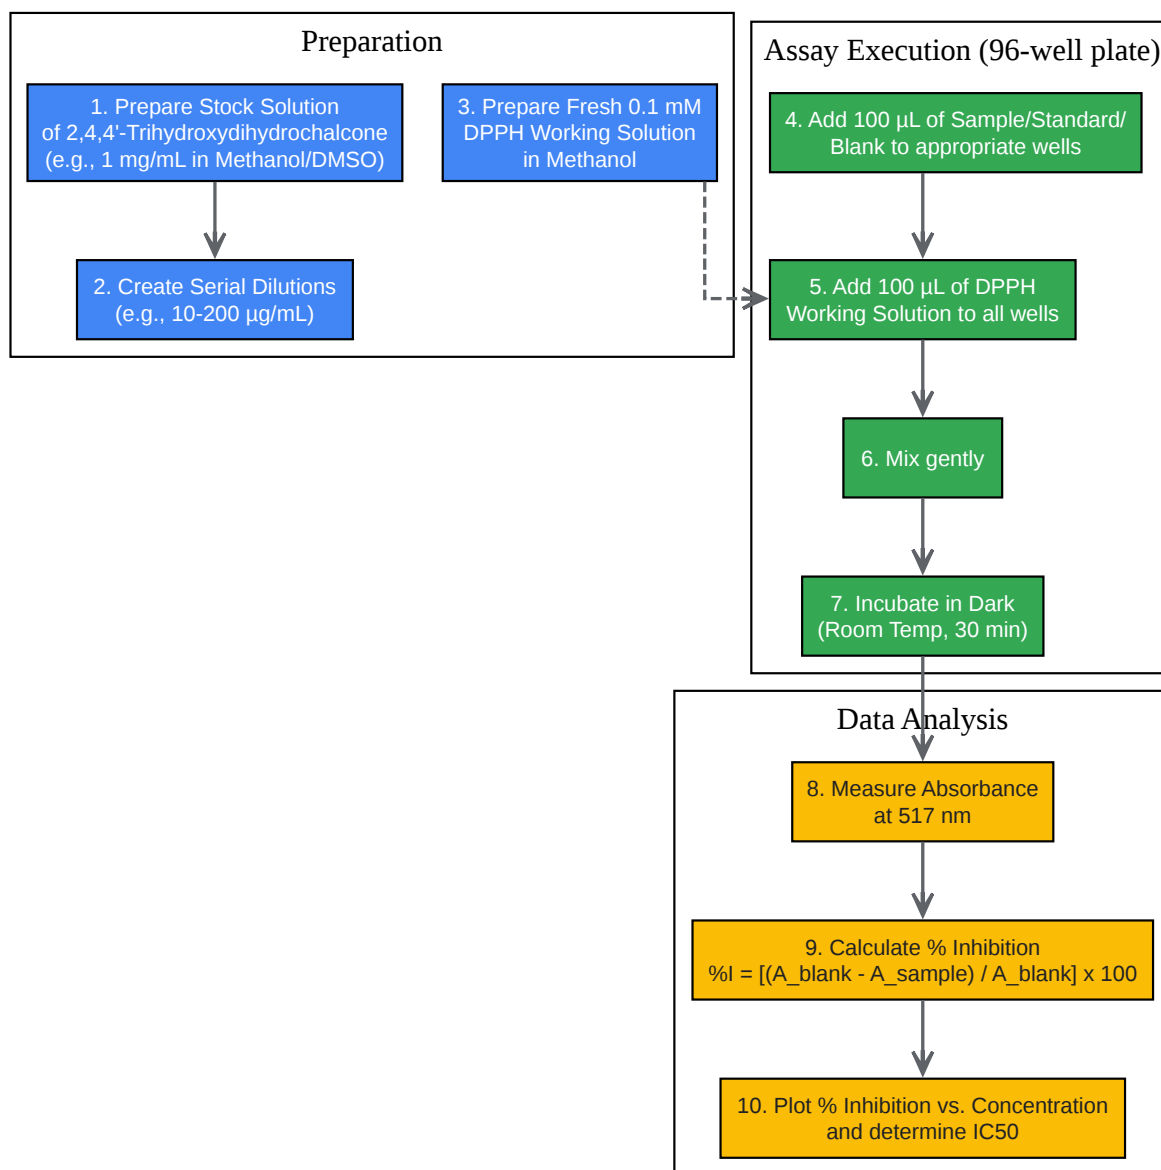 Preparation
1. Prepare Stock Solution
of 2,4,4'-Trihydroxydihydrochalcone
(e.g., 1 mg/mL in Methanol/DMSO)
3. Prepare Fresh 0.1 mM
DPPH Working Solution
in Methanol
2. Create Serial Dilutions
(e.g., 10-200 µg/mL)
Assay Execution (96-well plate)
4. Add 100 µL of Sample/Standard/
Blank to appropriate wells
5. Add 100 µL of DPPH
Working Solution to all wells
6. Mix gently
7. Incubate in Dark
(Room Temp, 30 min)
Data Analysis
8. Measure Absorbance
at 517 nm
9. Calculate % Inhibition
%I = [(A_blank - A_sample) / A_blank] x 100
10. Plot % Inhibition vs. Concentration
and determine IC50